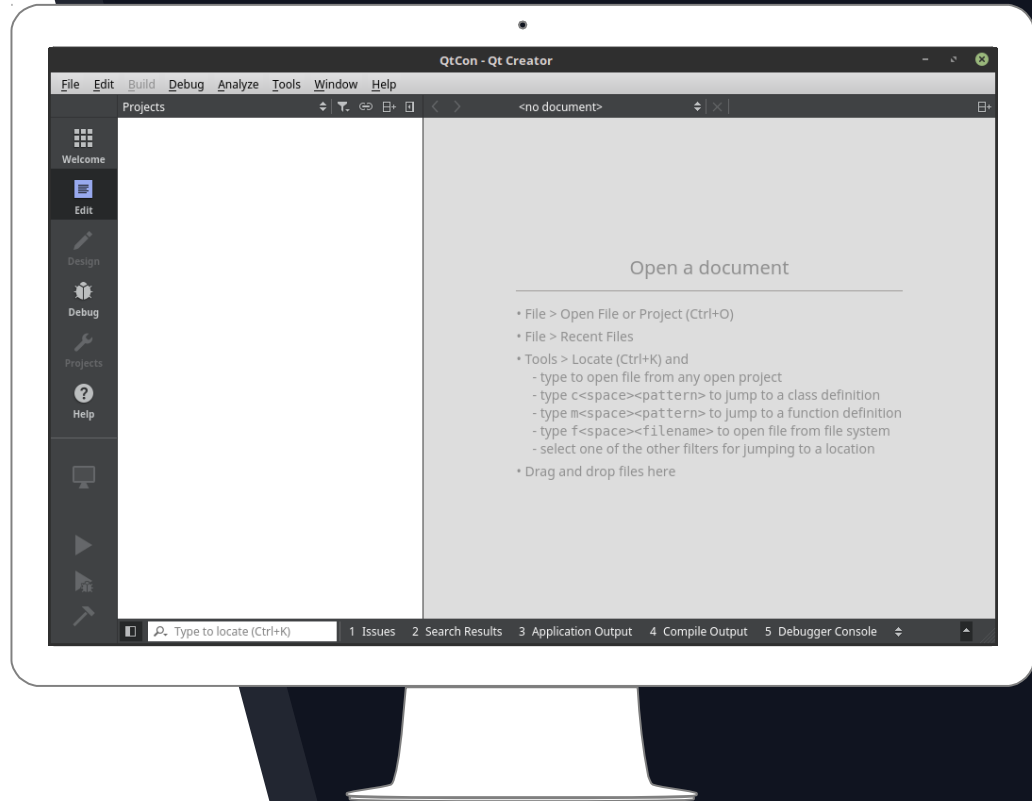 QtCon - Qt Creator
File Edit Build Debug Analyze Tools Window Help
Projects <no document>
Welcome
Edit
Design
Debug
Projects
Help
Open a document
• File > Open File or Project (Ctrl+O)
• File > Recent Files
• Tools > Locate (Ctrl+K) and
- type to open file from any open project
- type c<space><pattern> to jump to a class definition
- type m<space><pattern> to jump to a function definition
- type f<space><filename> to open file from file system
- select one of the other filters for jumping to a location
• Drag and drop files here
Type to locate (Ctrl+K) 1 Issues 2 Search Results 3 Application Output 4 Compile Output 5 Debugger Console